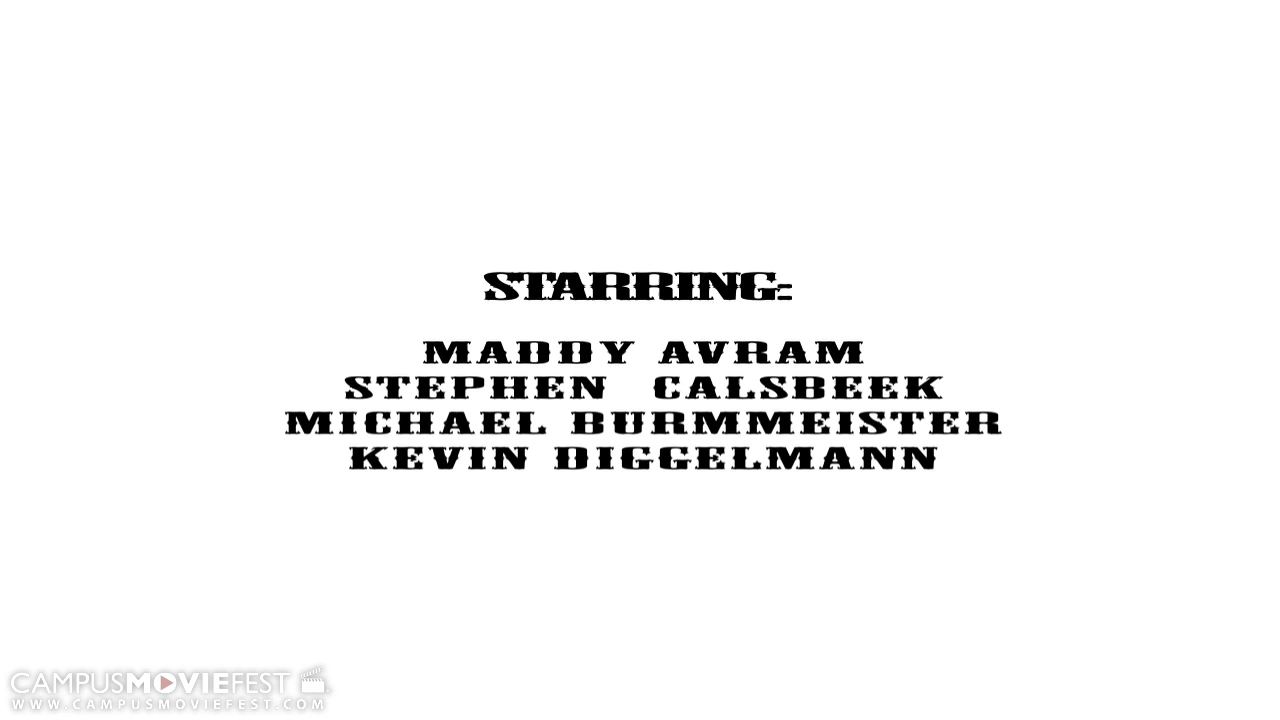 STARRING:
MADDY AVRAM
STEPHEN CALSBEEK
MICHAEL BURMMEISTER
KEVIN DIGGELMANN
CAMPUSMOVIEFEST
WWW.CAMPUSMOVIEFEST.COM